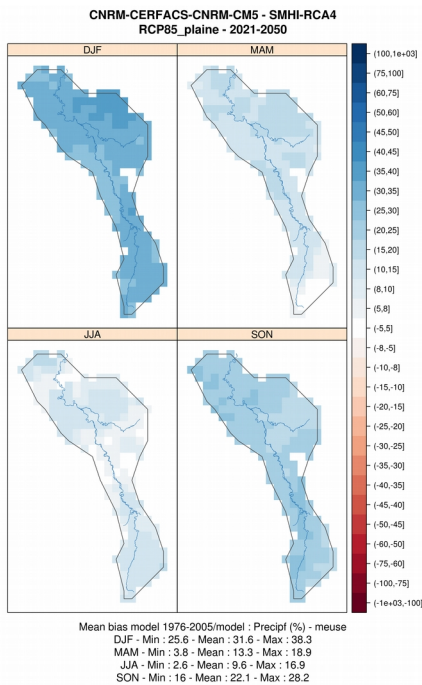 CNRM-CERFACS-CNRM-CM5 - SMHI-RCA4
RCP85_plaine - 2021-2050
DJF
MAM
JJA
SON
(100,1e+03]
(75,100]
(60,75]
(50,60]
(45,50]
(40,45]
(35,40]
(30,35]
(25,30]
(20,25]
(15,20]
(10,15]
(8,10]
(5,8]
(-5,5]
(-8,-5]
(-10,-8]
(-15,-10]
(-20,-15]
(-25,-20]
(-30,-25]
(-35,-30]
(-40,-35]
(-45,-40]
(-50,-45]
(-60,-50]
(-75,-60]
(-100,-75]
(-1e+03,-100]
Mean bias model 1976-2005/model : Precipf (%) - meuse
DJF - Min : 25.6 - Mean : 31.6 - Max : 38.3
MAM - Min : 3.8 - Mean : 13.3 - Max : 18.9
JJA - Min : 2.6 - Mean : 9.6 - Max : 16.9
SON - Min : 16 - Mean : 22.1 - Max : 28.2